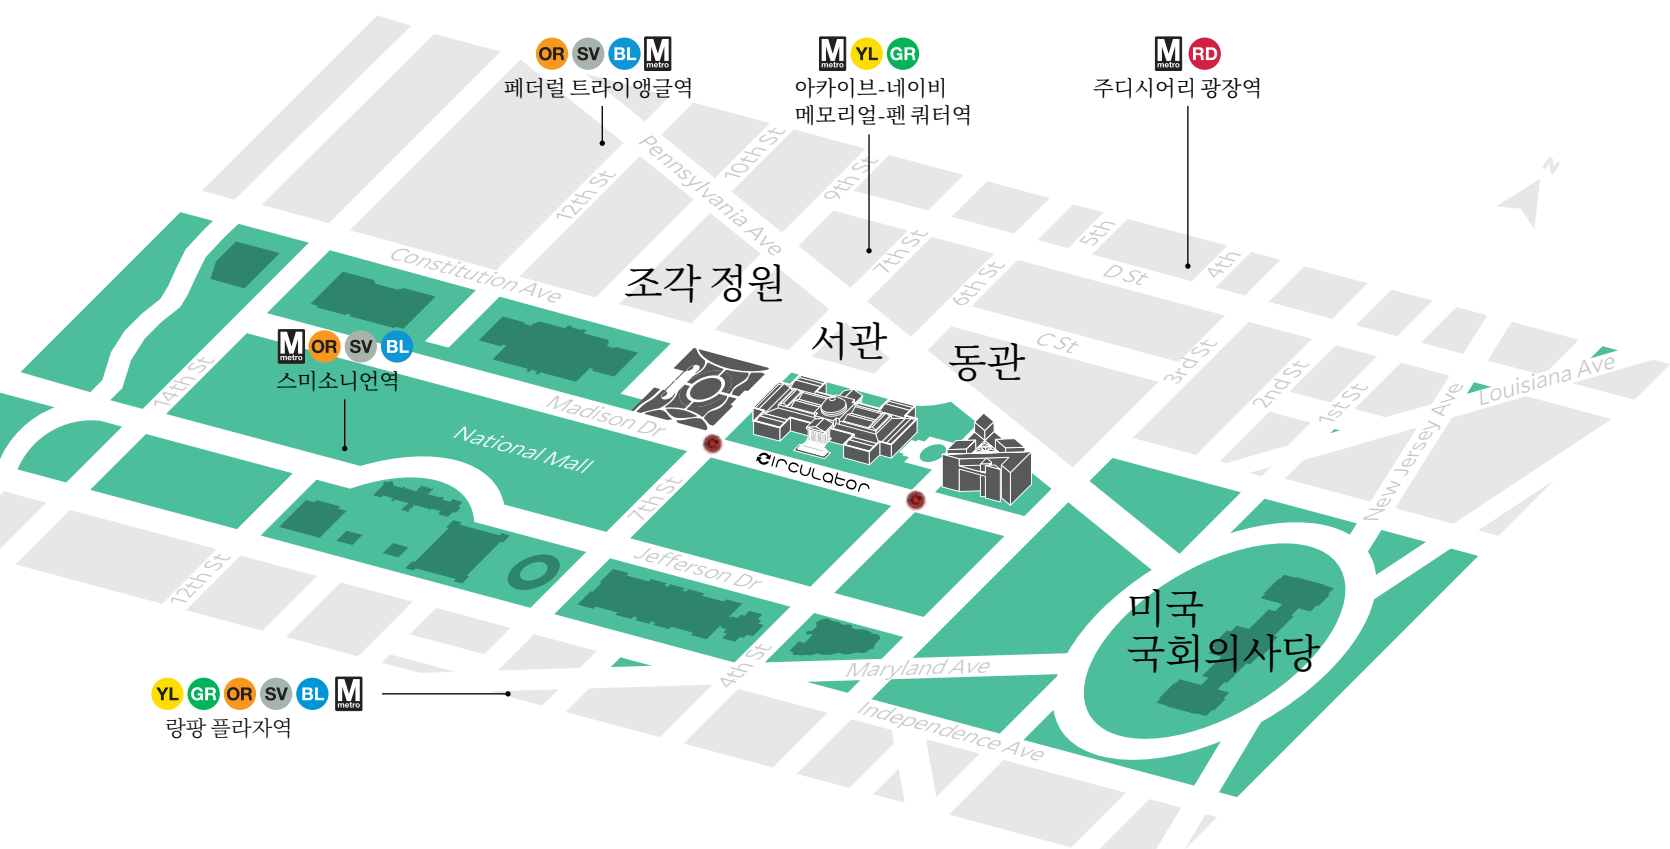 OR SV BL M metro
페더럴 트라이앵글역
M metro YL GR
아카이브-네이비
메모리얼-펜 쿼터역
M metro RD
주디시어리 광장역
N
Pennsylvania Ave
10th St
9th St
12th St
7th St
5th
4th
D St
6th St
Constitution Ave
조각 정원
서관
동관
C St
3rd St
2nd St
1st St
Louisiana Ave
New Jersey Ave
M metro OR SV BL
스미소니언역
14th St
Madison Dr
National Mall
Circulator
7th St
Jefferson Dr
12th St
미국
국회의사당
4th St
Maryland Ave
Independence Ave
YL GR OR SV BL M metro
랑팡 플라자역